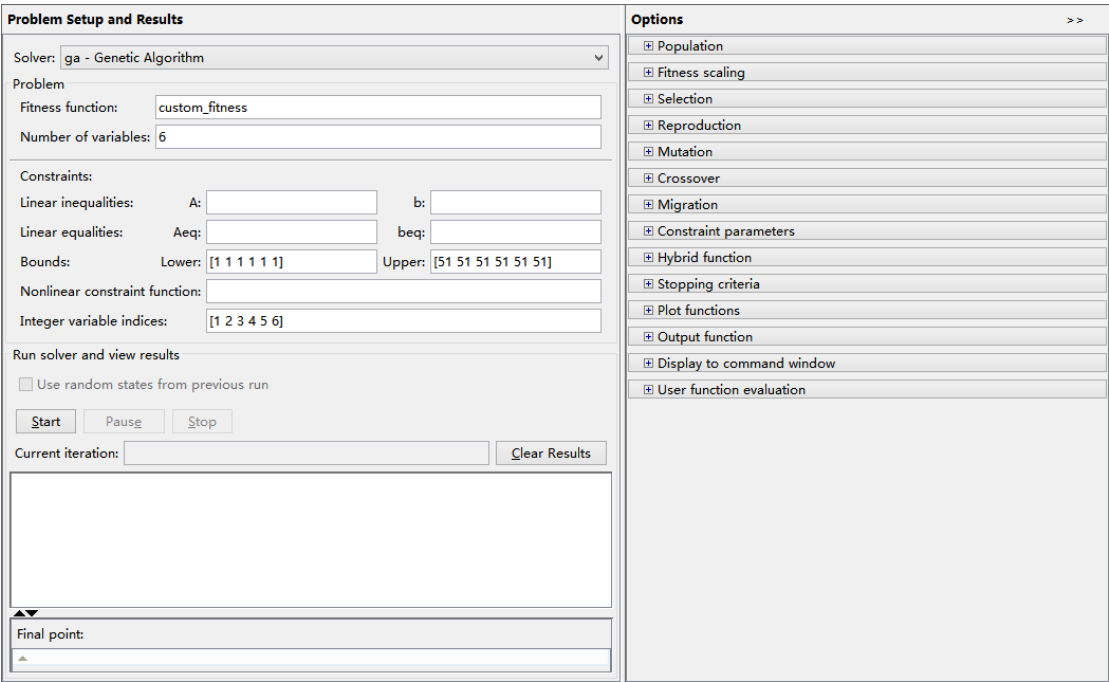 Problem Setup and Results
Solver: ga - Genetic Algorithm
Problem
Fitness function: custom_fitness
Number of variables: 6
Constraints:
Linear inequalities: A: b:
Linear equalities: Aeq: beq:
Bounds: Lower: [1 1 1 1 1 1] Upper: [51 51 51 51 51 51]
Nonlinear constraint function:
Integer variable indices: [1 2 3 4 5 6]
Run solver and view results
Use random states from previous run
Start Pause Stop
Current iteration: Clear Results
Final point:
Options >>
Population
Fitness scaling
Selection
Reproduction
Mutation
Crossover
Migration
Constraint parameters
Hybrid function
Stopping criteria
Plot functions
Output function
Display to command window
User function evaluation